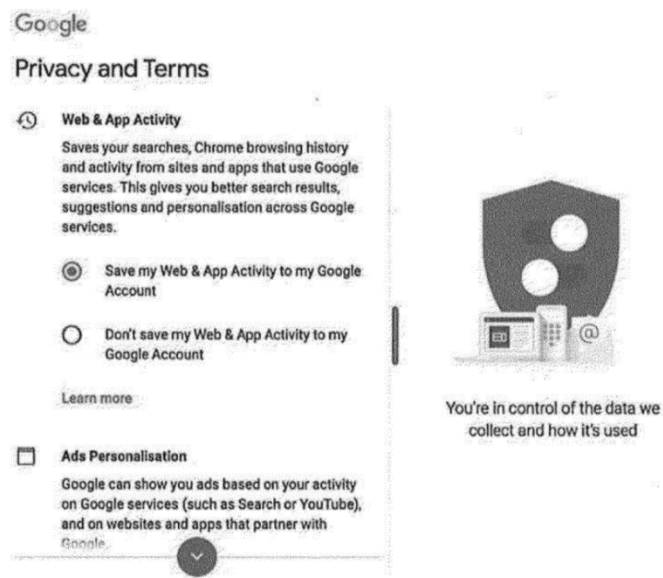 Google
Privacy and Terms
Web & App Activity
Saves your searches, Chrome browsing history
and activity from sites and apps that use Google
services. This gives you better search results,
suggestions and personalisation across Google
services.
Save my Web & App Activity to my Google
Account
Don't save my Web & App Activity to my
Google Account
Learn more
Ads Personalisation
Google can show you ads based on your activity
on Google services (such as Search or YouTube),
and on websites and apps that partner with
Google.
@
You're in control of the data we
collect and how it's used